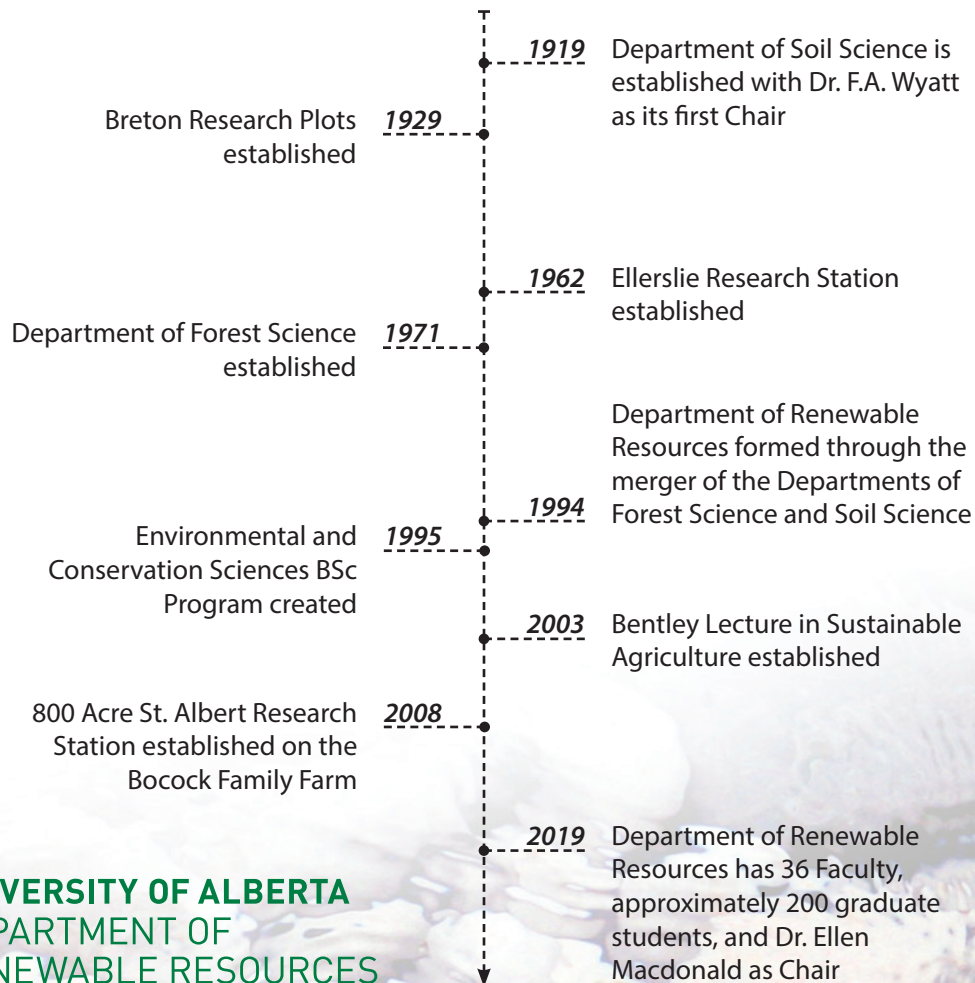 1919
Department of Soil Science is
established with Dr. F.A. Wyatt
as its first Chair
Breton Research Plots
established
1929
1962
Ellerslie Research Station
established
Department of Forest Science
established
1971
Department of Renewable
Resources formed through the
merger of the Departments of
Forest Science and Soil Science
1994
Environmental and
Conservation Sciences BSc
Program created
1995
2003
Bentley Lecture in Sustainable
Agriculture established
800 Acre St. Albert Research
Station established on the
Bocock Family Farm
2008
2019
Department of Renewable
Resources has 36 Faculty,
approximately 200 graduate
students, and Dr. Ellen
Macdonald as Chair
VERSITY OF ALBERTA
PARTMENT OF
NEWABLE RESOURCES